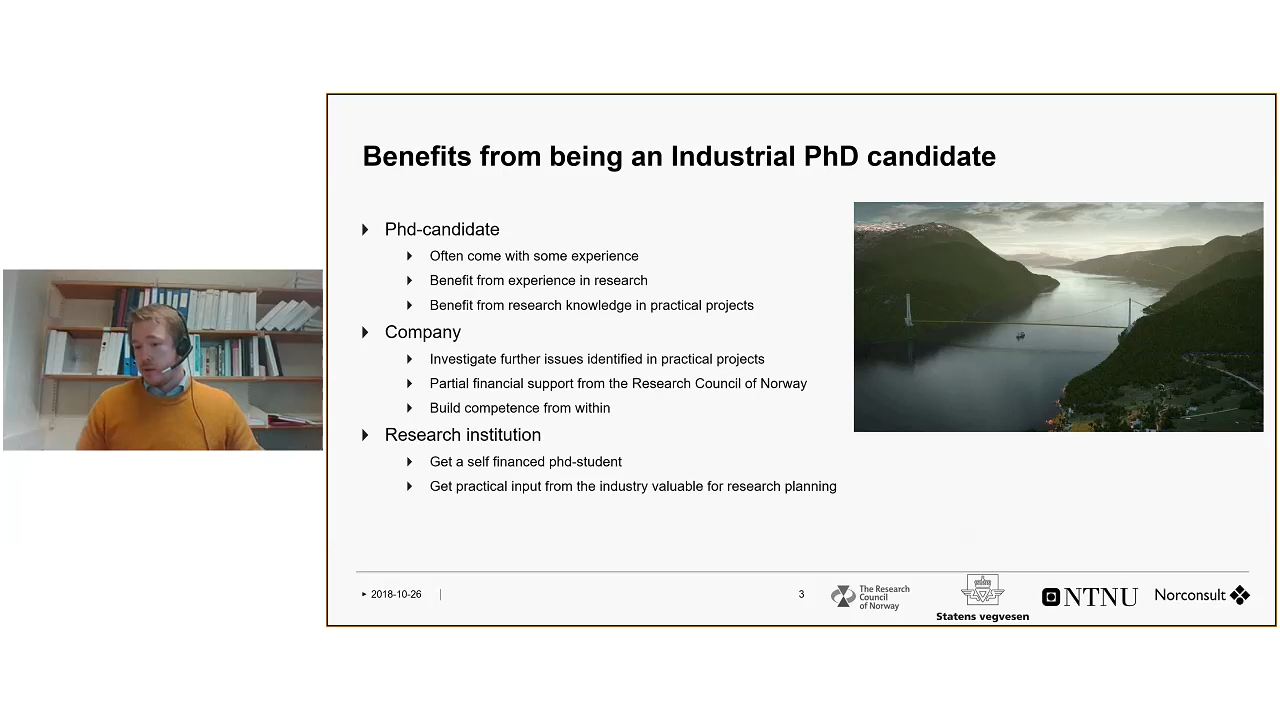 Benefits from being an Industrial PhD candidate
Phd-candidate
Often come with some experience
Benefit from experience in research
Benefit from research knowledge in practical projects
Company
Investigate further issues identified in practical projects
Partial financial support from the Research Council of Norway
Build competence from within
Research institution
Get a self financed phd-student
Get practical input from the industry valuable for research planning
2018-10-26
3
The Research
Council
of Norway
Statens vegvesen
NTNU
Norconsult